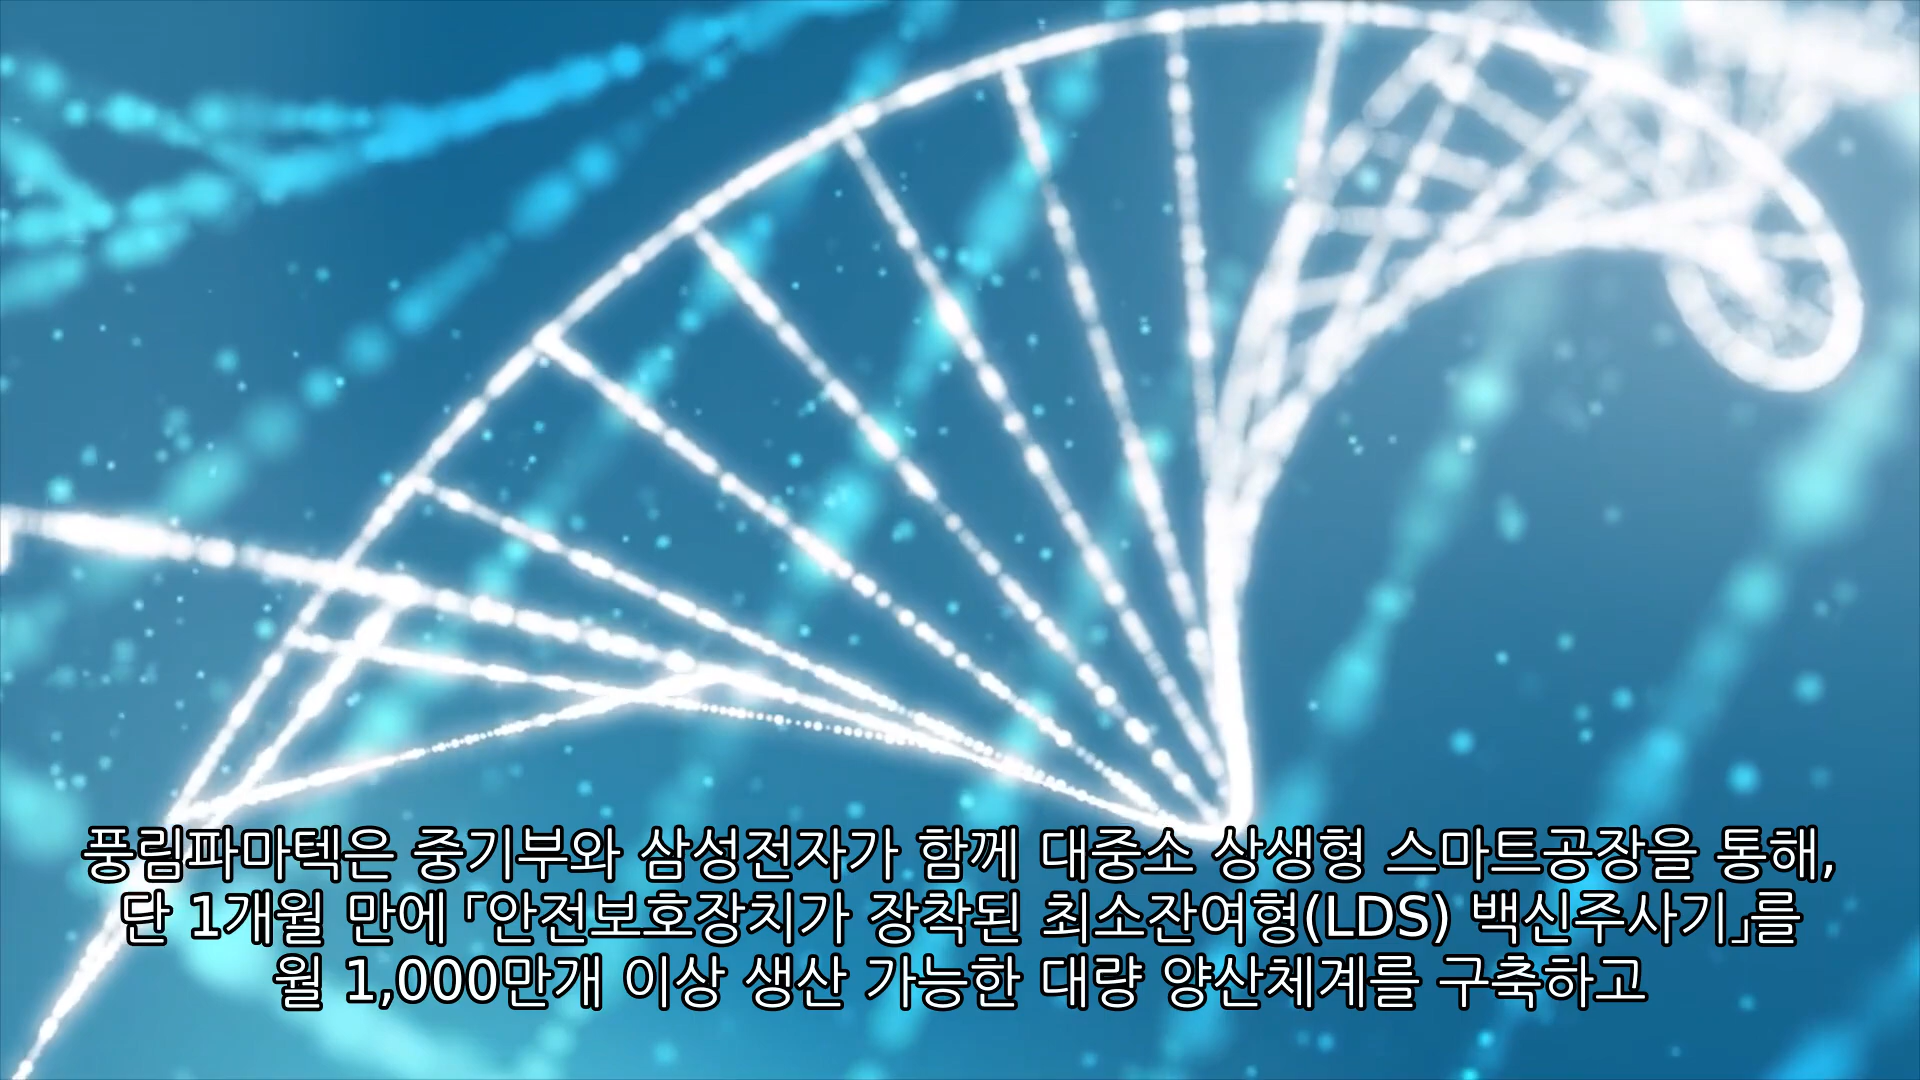 풍림파마텍은 중기부와 삼성전자가 함께 대중소 상생형 스마트공장을 통해,
단 1개월 만에 「안전보호장치가 장착된 최소잔여형(LDS) 백신주사기」를
월 1,000만개 이상 생산 가능한 대량 양산체계를 구축하고